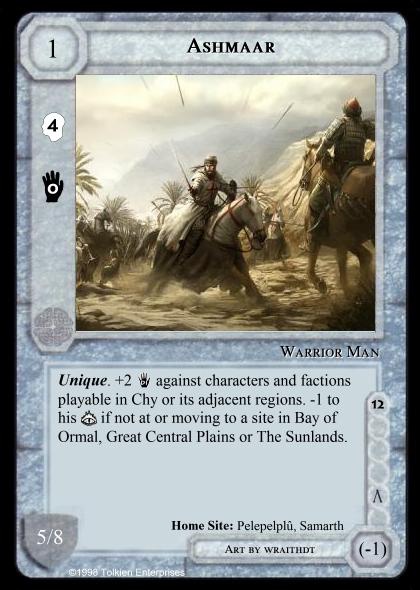 1
ASHMAAR
4
WARRIOR MAN
Unique. +2 against characters and factions
playable in Chy or its adjacent regions. -1 to
his if not at or moving to a site in Bay of
Ormal, Great Central Plains or The Sunlands.
12
Home Site: Pelepelplû, Samarth
5/8
ART BY WRAITHDT
(-1)
©1998 Tolkien Enterprises